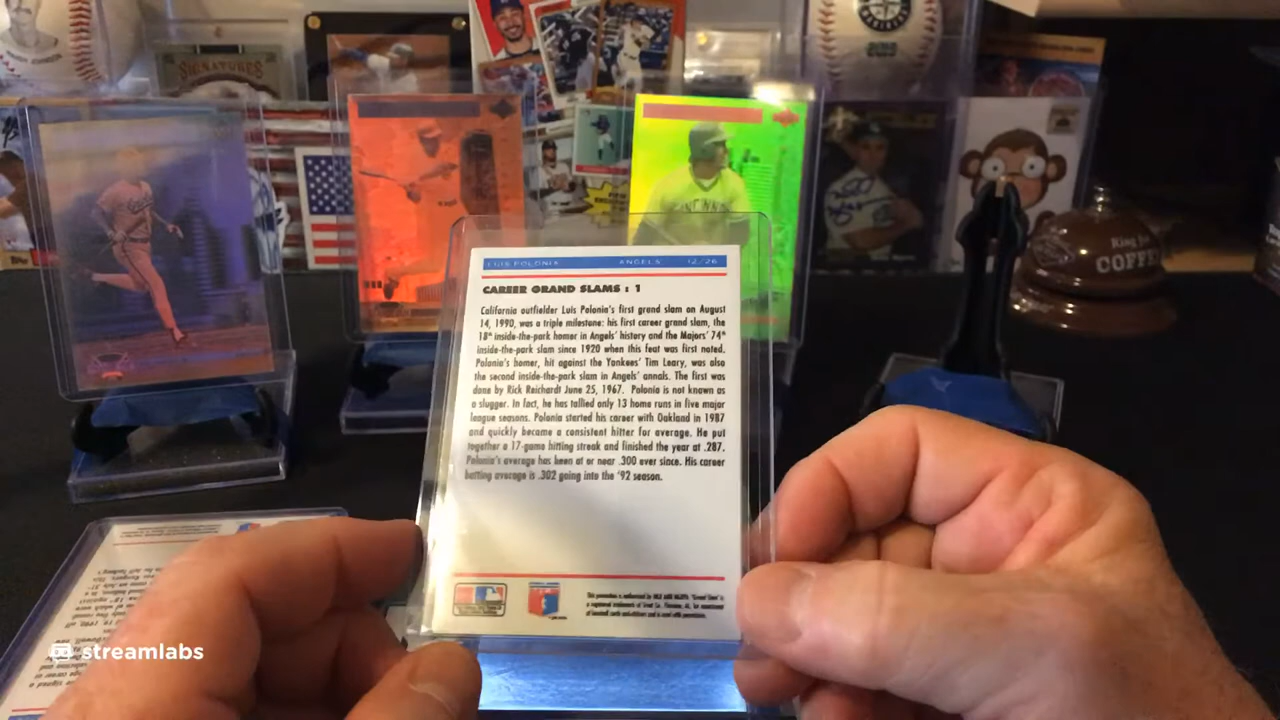 SIGNATURES
CINCINN
Ring for
COFFEE
LUIS POLONIA ANGELS 12/26
CAREER GRAND SLAMS : 1
California outfielder Luis Polonia's first grand slam on August
14, 1990, was a triple milestone: his first career grand slam, the
18th inside-the-park homer in Angels' history and the Majors' 74th
inside-the-park slam since 1920 when this feat was first noted.
Polonia's homer, hit against the Yankees' Tim Leary, was also
the second inside-the-park slam in Angels' annals. The first was
done by Rick Reichardt June 25, 1967. Polonia is not known as
a slugger. In fact, he has tallied only 13 home runs in five major
league seasons. Polonia started his career with Oakland in 1987
and quickly became a consistent hitter for average. He put
together a 17-game hitting streak and finished the year at .287.
Polonia's average has been at or near .300 ever since. His career
batting average is .302 going into the '92 season.
streamlabs